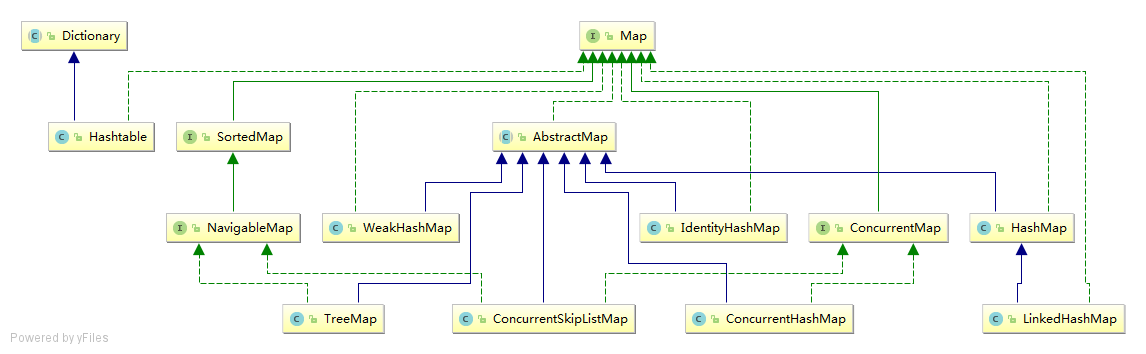 Dictionary
Map
Hashtable
SortedMap
AbstractMap
NavigableMap
WeakHashMap
IdentityHashMap
ConcurrentMap
HashMap
TreeMap
ConcurrentSkipListMap
ConcurrentHashMap
LinkedHashMap
Powered by yFiles